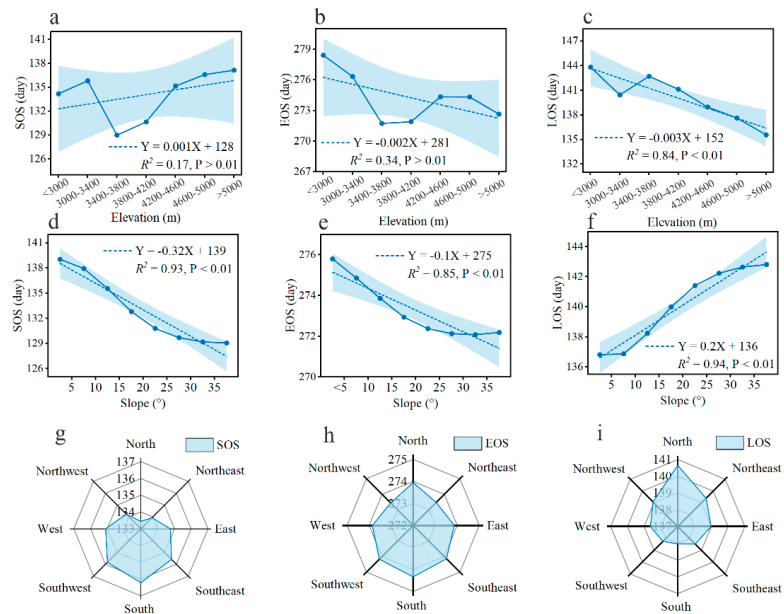 a
SOS (day)
141
138
135
132
129
126
Y = 0.001X + 128
R² = 0.17, P > 0.01
<3000
3000-3400
3400-3800
3800-4200
4200-4600
4600-5000
>5000
Elevation (m)
b
EOS (day)
279
276
273
270
267
Y = -0.002X + 281
R² = 0.34, P > 0.01
<3000
3000-3400
3400-3800
3800-4200
4200-4600
4600-5000
>5000
Elevation (m)
c
LOS (day)
147
144
141
138
135
132
Y = -0.003X + 152
R² = 0.84, P < 0.01
<3000
3000-3400
3400-3800
3800-4200
4200-4600
4600-5000
>5000
Elevation (m)
d
SOS (day)
141
138
135
132
129
126
Y = -0.32X + 139
R² = 0.93, P < 0.01
5 10 15 20 25 30 35
Slope (°)
e
EOS (day)
276
274
272
270
Y = -0.1X + 275
R² = 0.85, P < 0.01
<5 10 15 20 25 30 35
Slope (°)
f
LOS (day)
144
142
140
138
136
Y = 0.2X + 136
R² = 0.94, P < 0.01
5 10 15 20 25 30 35
Slope (°)
g
SOS
North
Northeast
East
Southeast
South
Southwest
West
Northwest
137
136
135
134
133
h
EOS
North
Northeast
East
Southeast
South
Southwest
West
Northwest
275
274
273
272
i
LOS
North
Northeast
East
Southeast
South
Southwest
West
Northwest
141
140
139
138
137